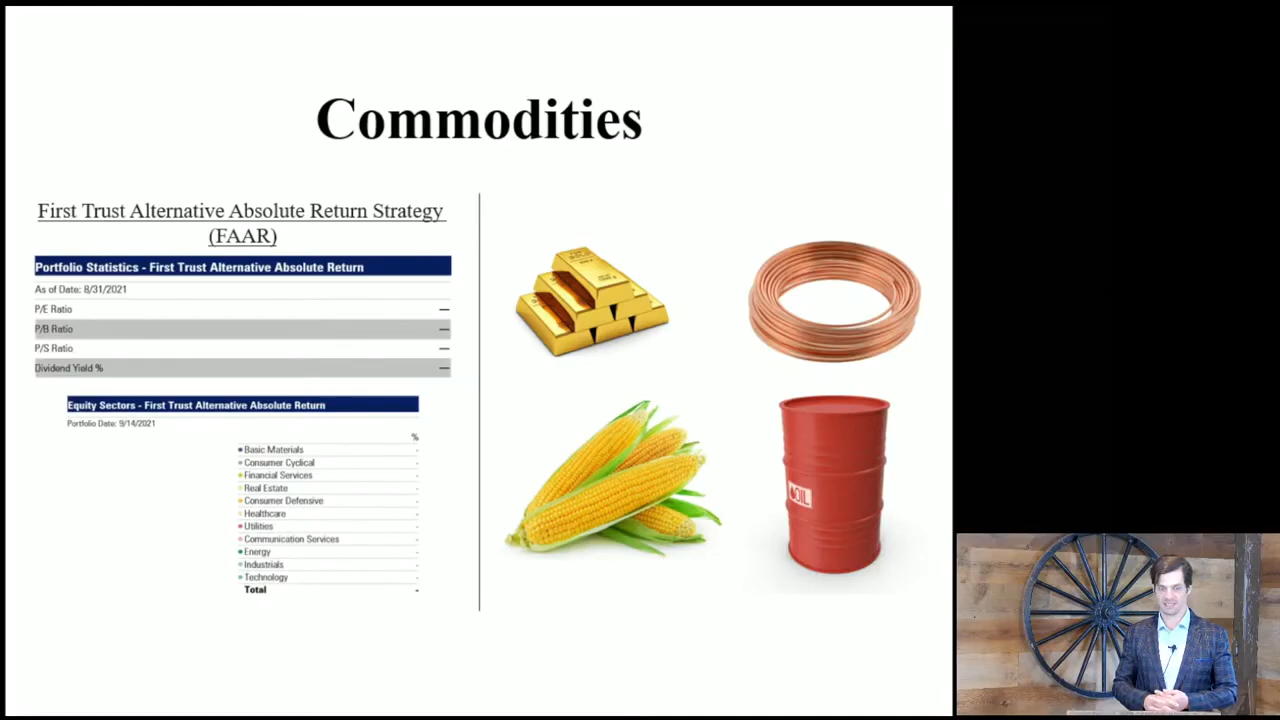 Commodities
First Trust Alternative Absolute Return Strategy
(FAAR)
Portfolio Statistics - First Trust Alternative Absolute Return
As of Date: 8/31/2021
P/E Ratio —
P/B Ratio —
P/S Ratio —
Dividend Yield % —
Equity Sectors - First Trust Alternative Absolute Return
Portfolio Date: 9/14/2021
%
Basic Materials -
Consumer Cyclical -
Financial Services -
Real Estate -
Consumer Defensive -
Healthcare -
Utilities -
Communication Services -
Energy -
Industrials -
Technology -
Total -
OIL